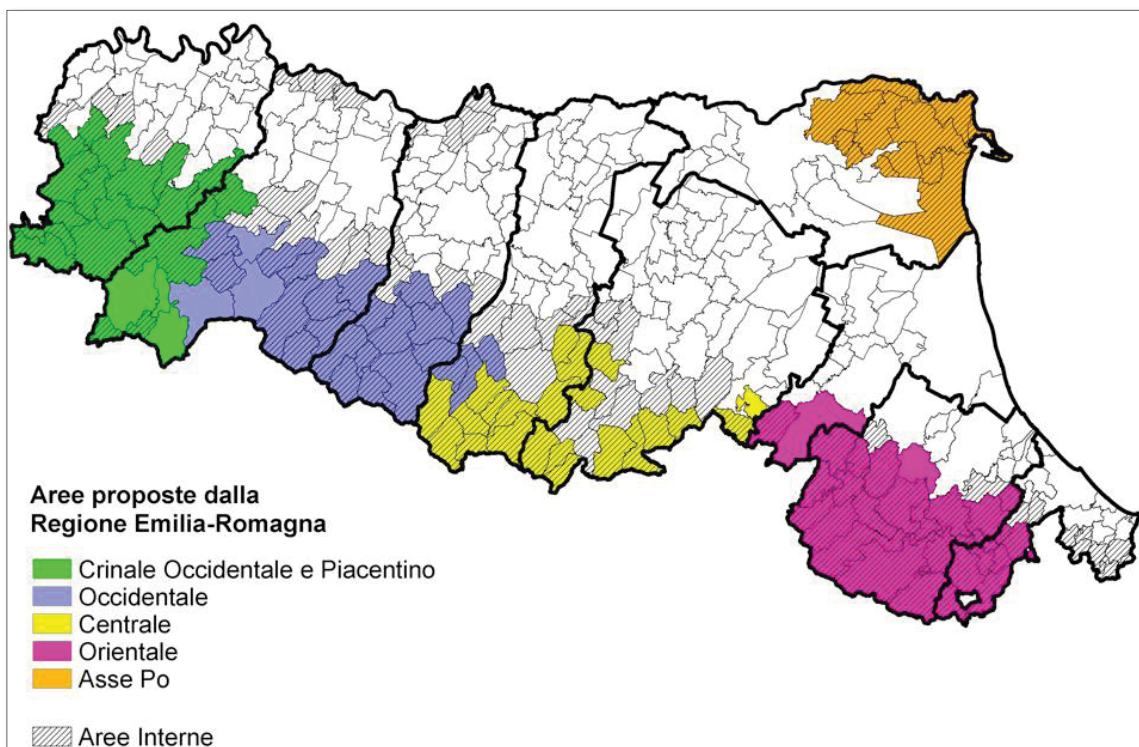 Aree proposte dalla
Regione Emilia-Romagna
Crinale Occidentale e Piacentino
Occidentale
Centrale
Orientale
Asse Po
Aree Interne